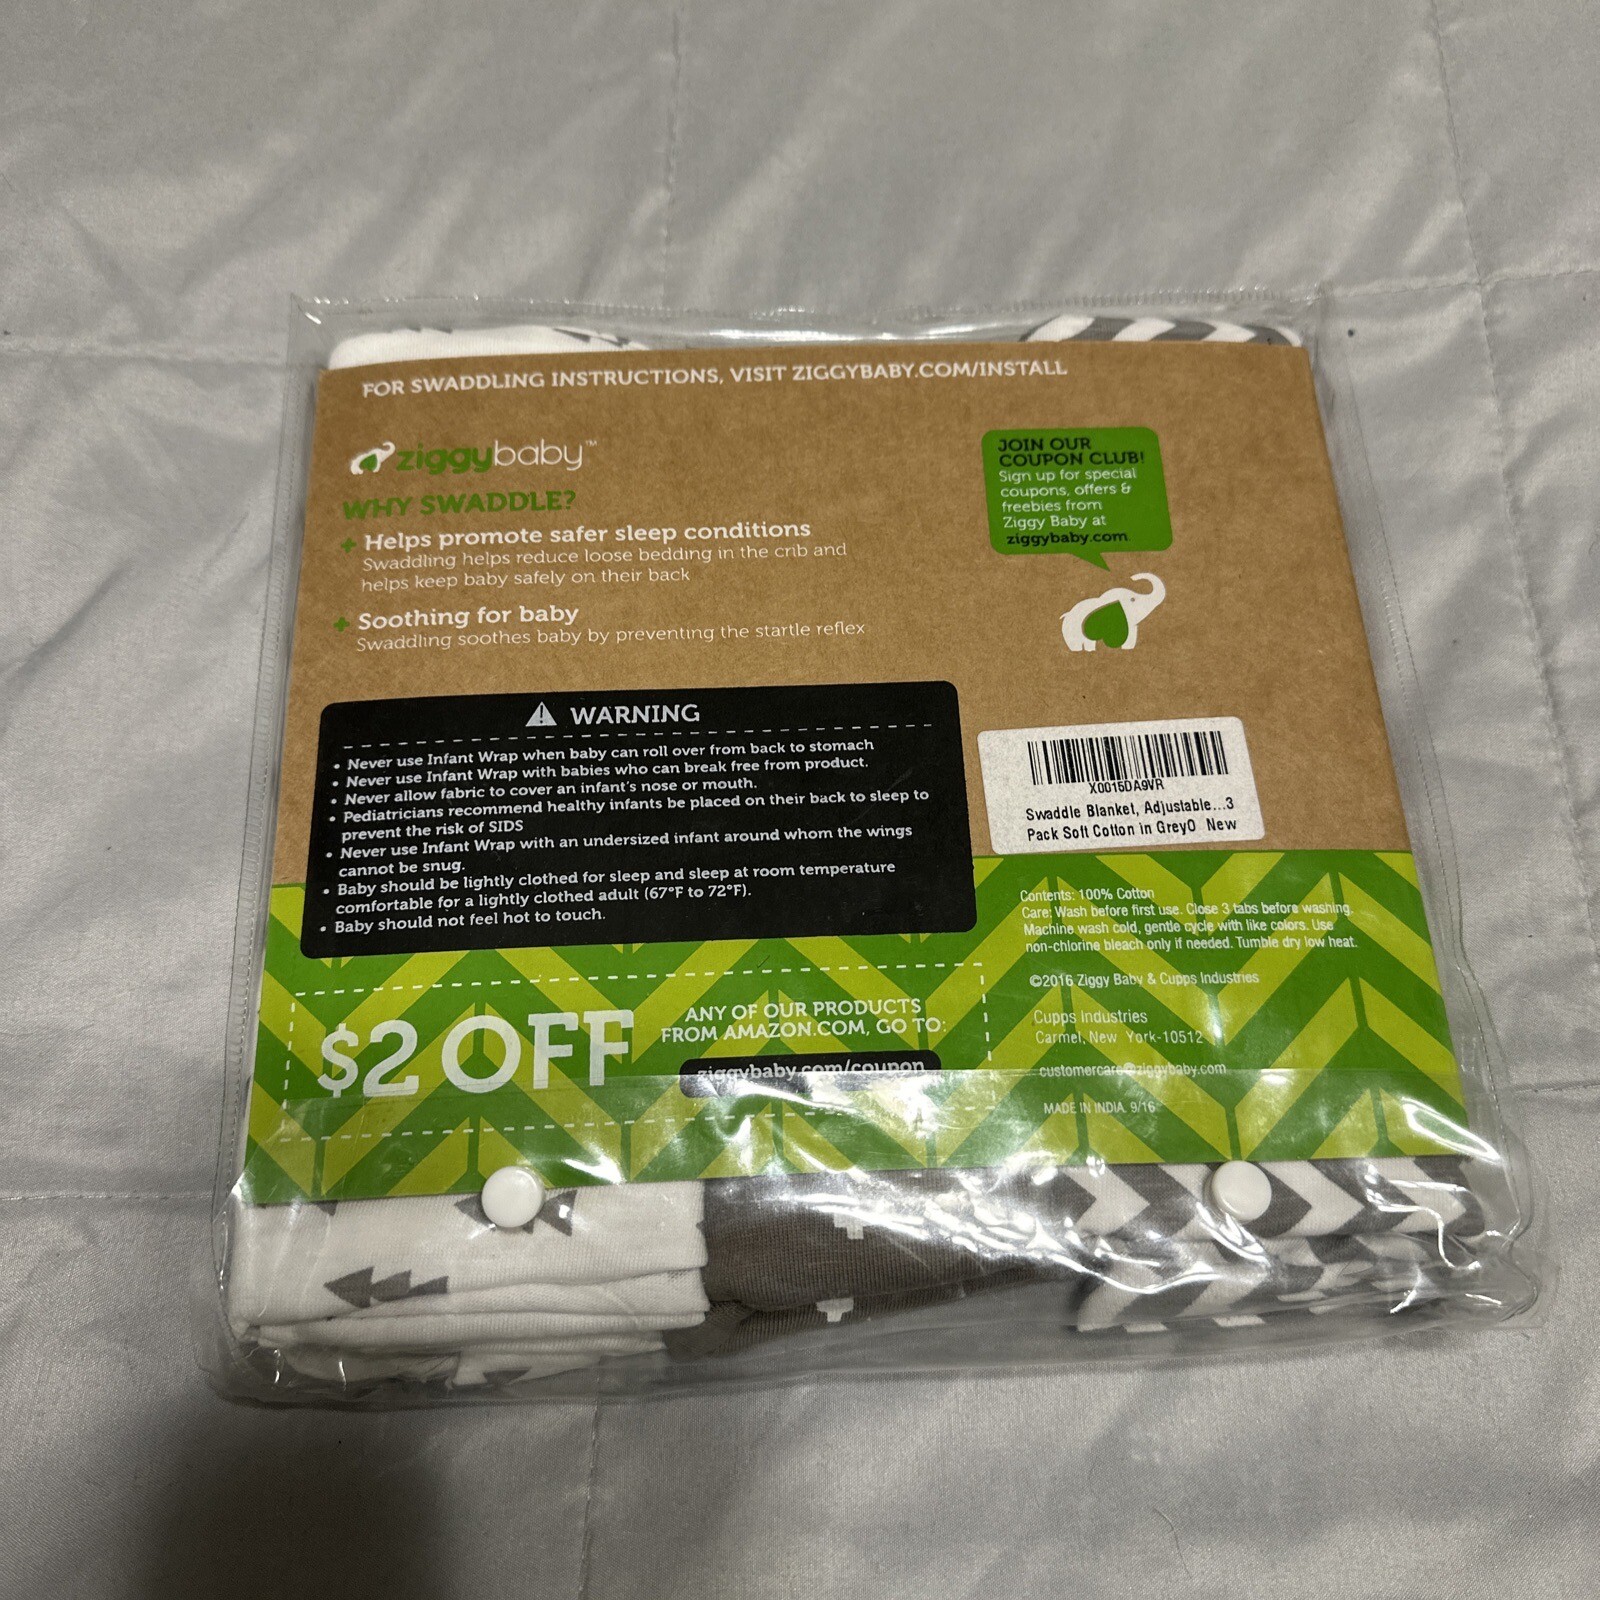 FOR SWADDLING INSTRUCTIONS, VISIT ZIGGYBABY.COM/INSTALL
ziggybaby™
WHY SWADDLE?
+ Helps promote safer sleep conditions
Swaddling helps reduce loose bedding in the crib and
helps keep baby safely on their back
+ Soothing for baby
Swaddling soothes baby by preventing the startle reflex
JOIN OUR
COUPON CLUB!
Sign up for special
coupons, offers &
freebies from
Ziggy Baby at
ziggybaby.com
WARNING
• Never use Infant Wrap when baby can roll over from back to stomach
• Never use Infant Wrap with babies who can break free from product.
• Never allow fabric to cover an infant's nose or mouth.
• Pediatricians recommend healthy infants be placed on their back to sleep to
prevent the risk of SIDS
• Never use Infant Wrap with an undersized infant around whom the wings
cannot be snug.
• Baby should be lightly clothed for sleep and sleep at room temperature
comfortable for a lightly clothed adult (67°F to 72°F).
• Baby should not feel hot to touch.
X0015DA9VR
Swaddle Blanket, Adjustable...3
Pack Soft Cotton in GreyO New
Contents: 100% Cotton
Care: Wash before first use. Close 3 tabs before washing.
Machine wash cold, gentle cycle with like colors. Use
non-chlorine bleach only if needed. Tumble dry low heat.
©2016 Ziggy Baby & Cupps Industries
Cupps Industries
Carmel, New York-10512
customercare@ziggybaby.com
MADE IN INDIA. 9/16
$2 OFF
ANY OF OUR PRODUCTS
FROM AMAZON.COM, GO TO:
ziggybaby.com/coupon